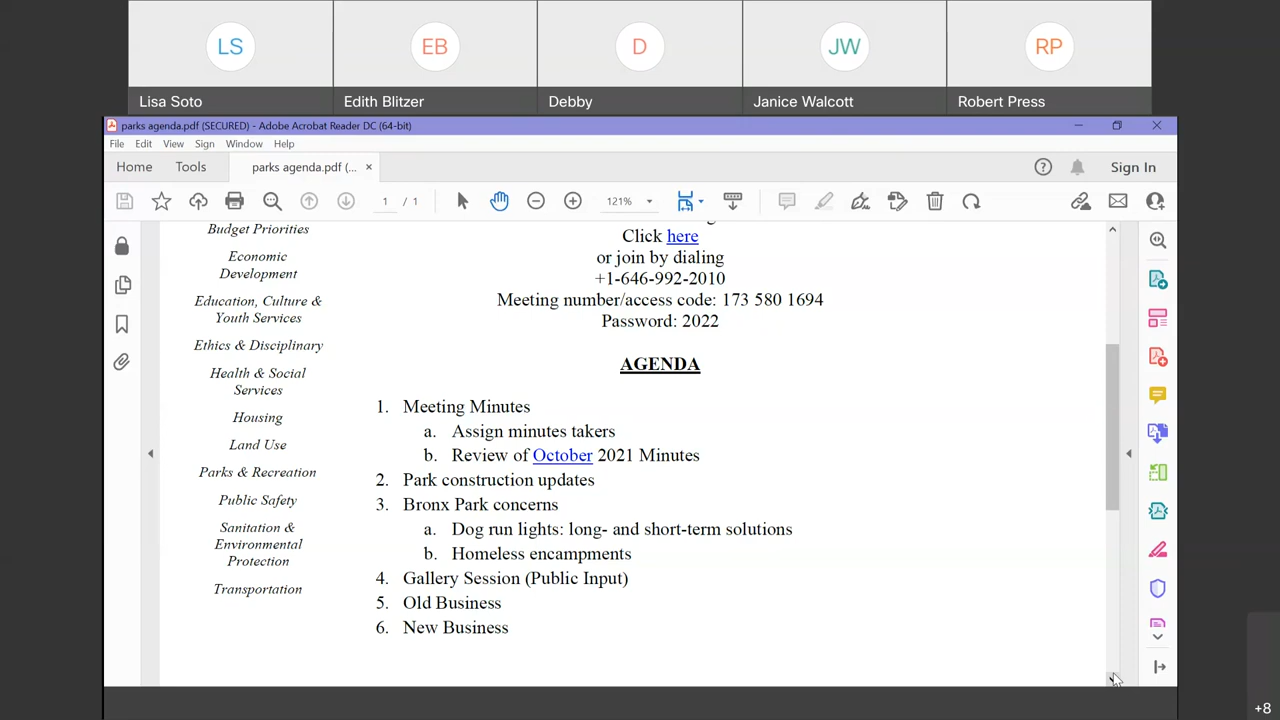 LS
EB
D
JW
RP
Lisa Soto
Edith Blitzer
Debby
Janice Walcott
Robert Press
parks agenda.pdf (SECURED) - Adobe Acrobat Reader DC (64-bit)
File Edit View Sign Window Help
Home Tools parks agenda.pdf (... × Sign In
1 / 1 121%
Budget Priorities
Economic
Development
Education, Culture &
Youth Services
Ethics & Disciplinary
Health & Social
Services
Housing
Land Use
Parks & Recreation
Public Safety
Sanitation &
Environmental
Protection
Transportation
Click here
or join by dialing
+1-646-992-2010
Meeting number/access code: 173 580 1694
Password: 2022
AGENDA
1. Meeting Minutes
a. Assign minutes takers
b. Review of October 2021 Minutes
2. Park construction updates
3. Bronx Park concerns
a. Dog run lights: long- and short-term solutions
b. Homeless encampments
4. Gallery Session (Public Input)
5. Old Business
6. New Business
+8